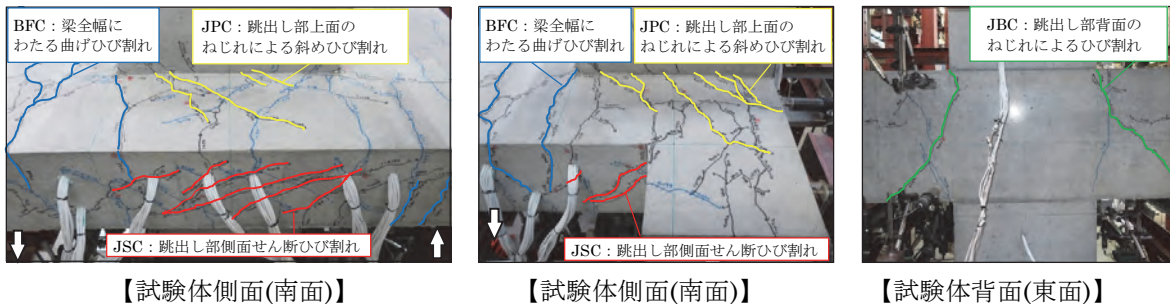 BFC：梁全幅に
わたる曲げひび割れ
JPC：跳出し部上面の
ねじれによる斜めひび割れ
JSC：跳出し部側面せん断ひび割れ
【試験体側面(南面)】
BFC：梁全幅に
わたる曲げひび割れ
JPC：跳出し部上面の
ねじれによる斜めひび割れ
JSC：跳出し部側面せん断ひび割れ
【試験体側面(南面)】
JBC：跳出し部背面の
ねじれによるひび割れ
【試験体背面(東面)】